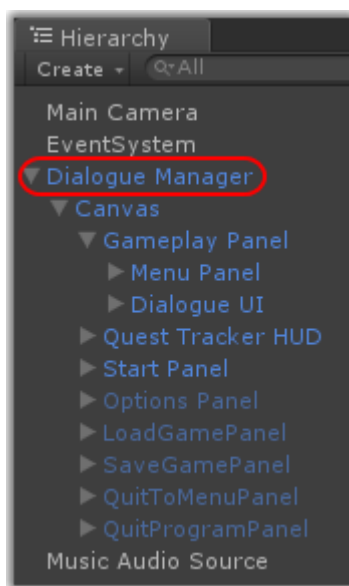 Hierarchy
Create All
Main Camera
EventSystem
Dialogue Manager
Canvas
Gameplay Panel
Menu Panel
Dialogue UI
Quest Tracker HUD
Start Panel
Options Panel
LoadGamePanel
SaveGamePanel
QuitToMenuPanel
QuitProgramPanel
Music Audio Source